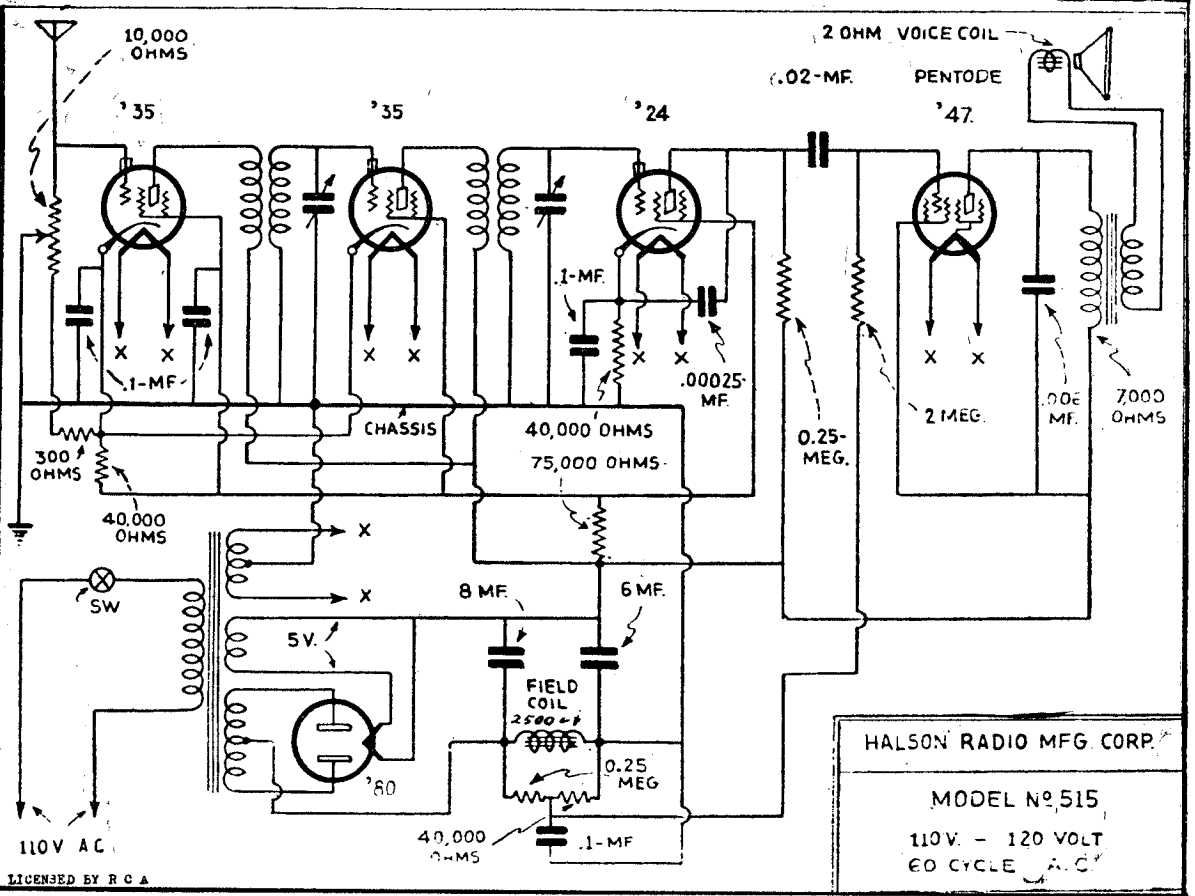 10,000
OHMS
2 OHM VOICE COIL
.02-MF.
PENTODE
'35
'35
'24
'47.
.1-MF
.1-MF.
.00025-
MF.
CHASSIS
40,000 OHMS
75,000 OHMS
0.25-
MEG.
2 MEG.
.006
MF.
7,000
OHMS
300
OHMS
40,000
OHMS
X
X
X
X
X
X
X
X
X
X
SW
5V.
8 MF.
6 MF.
FIELD
COIL
2500
'80
0.25
MEG
40,000
OHMS
.1-MF
110V AC
LICENSED BY RCA
HALSON RADIO MFG. CORP.
MODEL Nº 515
110V. - 120 VOLT
60 CYCLE A.C.